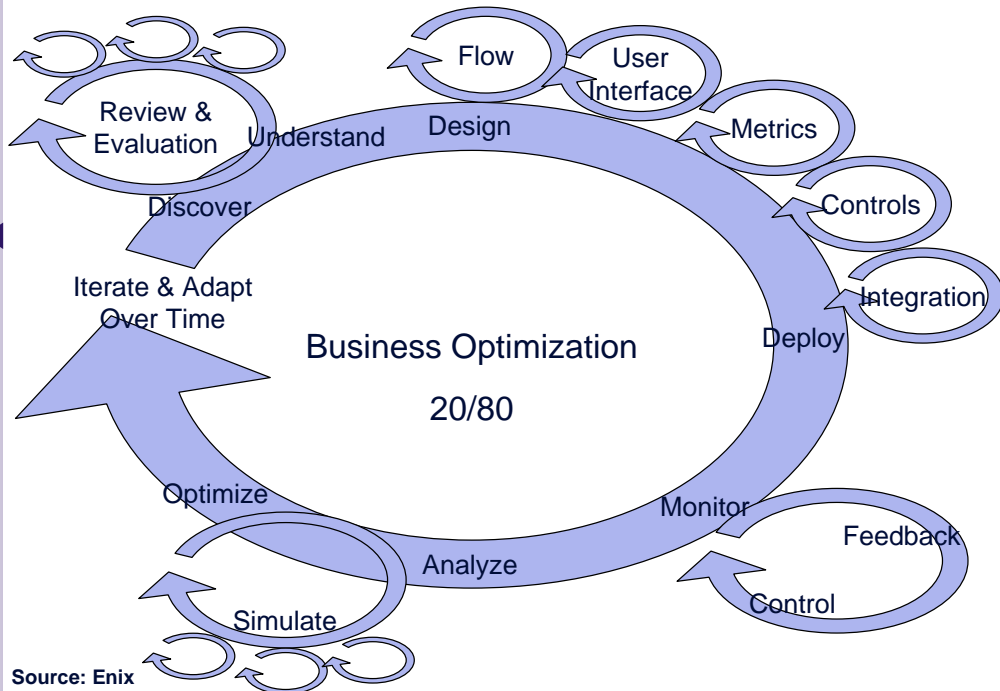 Flow
User
Interface
Review &
Evaluation
Understand
Design
Metrics
Discover
Controls
Iterate & Adapt
Over Time
Integration
Business Optimization
Deploy
20/80
Optimize
Monitor
Feedback
Analyze
Control
Simulate
Source: Enix